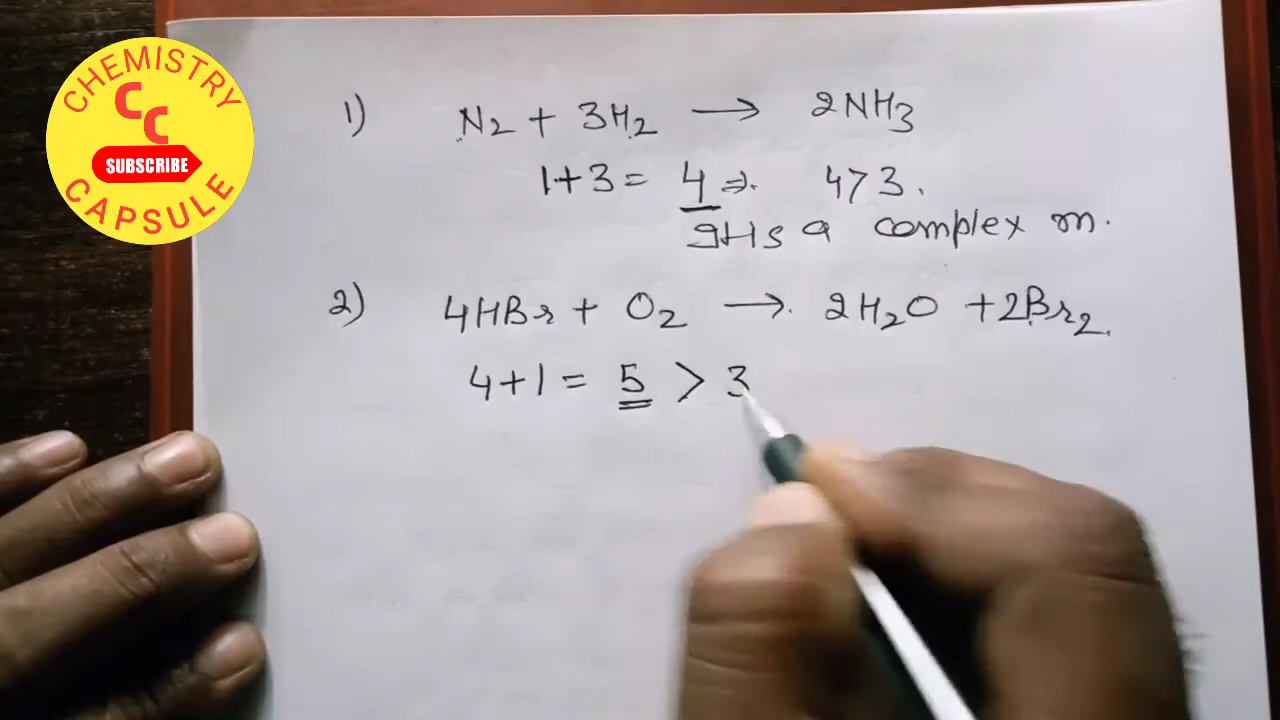 CHEMISTRY
CC
SUBSCRIBE
CAPSULE
1) N2 + 3H2 → 2NH3
1+3 = 4 ⇒ 4>3.
It is a complex m.
2) 4HBr + O2 → 2H2O + 2Br2
4+1 = 5 > 3